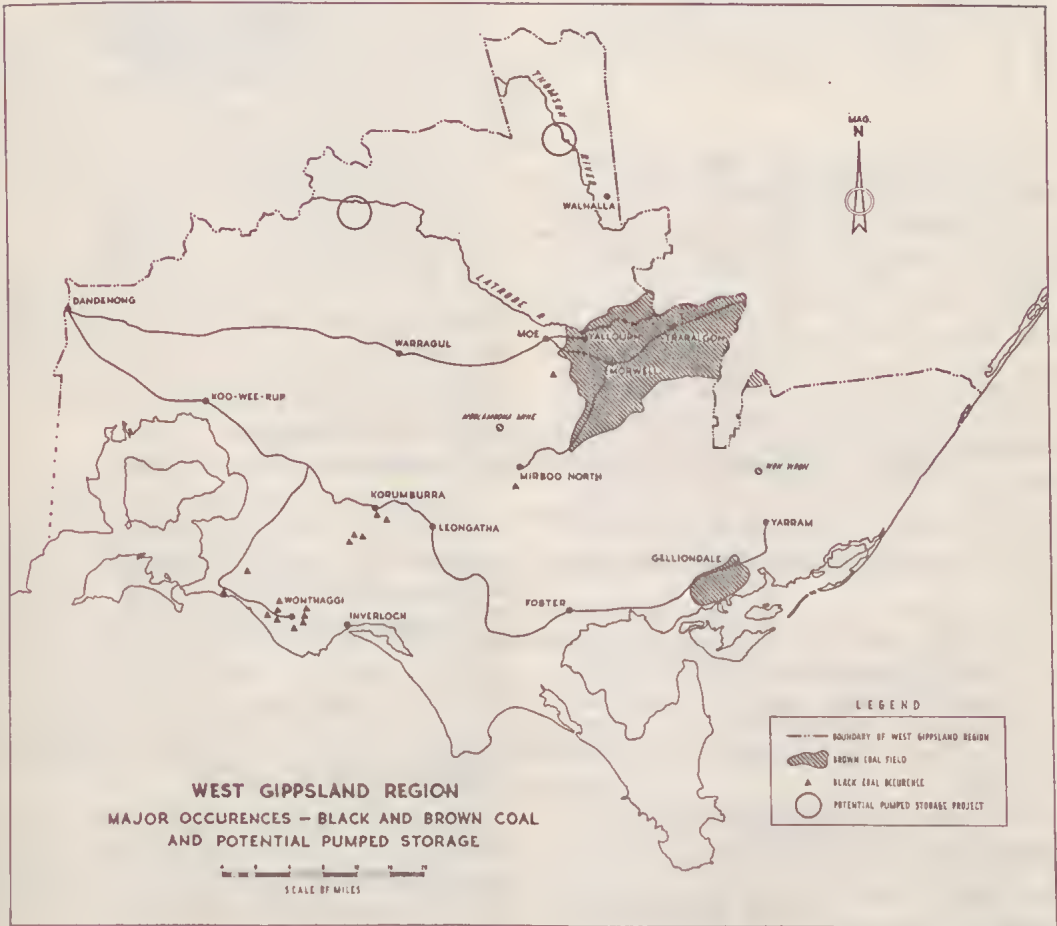 THOMSON RIVER
MAG.
N
WALHALLA
LATROBE R
DANDENONG
MOE
YALLOURN
TRARALGON
WARRAGUL
MORWELL
KOO-WEE-RUP
MIRBOO NORTH
WON WRON
KORUMBURRA
LEONGATHA
YARRAM
GELLIONDALE
WONTHAGGI
FOSTER
INVERLOCH
LEGEND
BOUNDARY OF WEST GIPPSLAND REGION
BROWN COAL FIELD
BLACK COAL OCCURENCE
POTENTIAL PUMPED STORAGE PROJECT
WEST GIPPSLAND REGION
MAJOR OCCURENCES — BLACK AND BROWN COAL
AND POTENTIAL PUMPED STORAGE
SCALE OF MILES